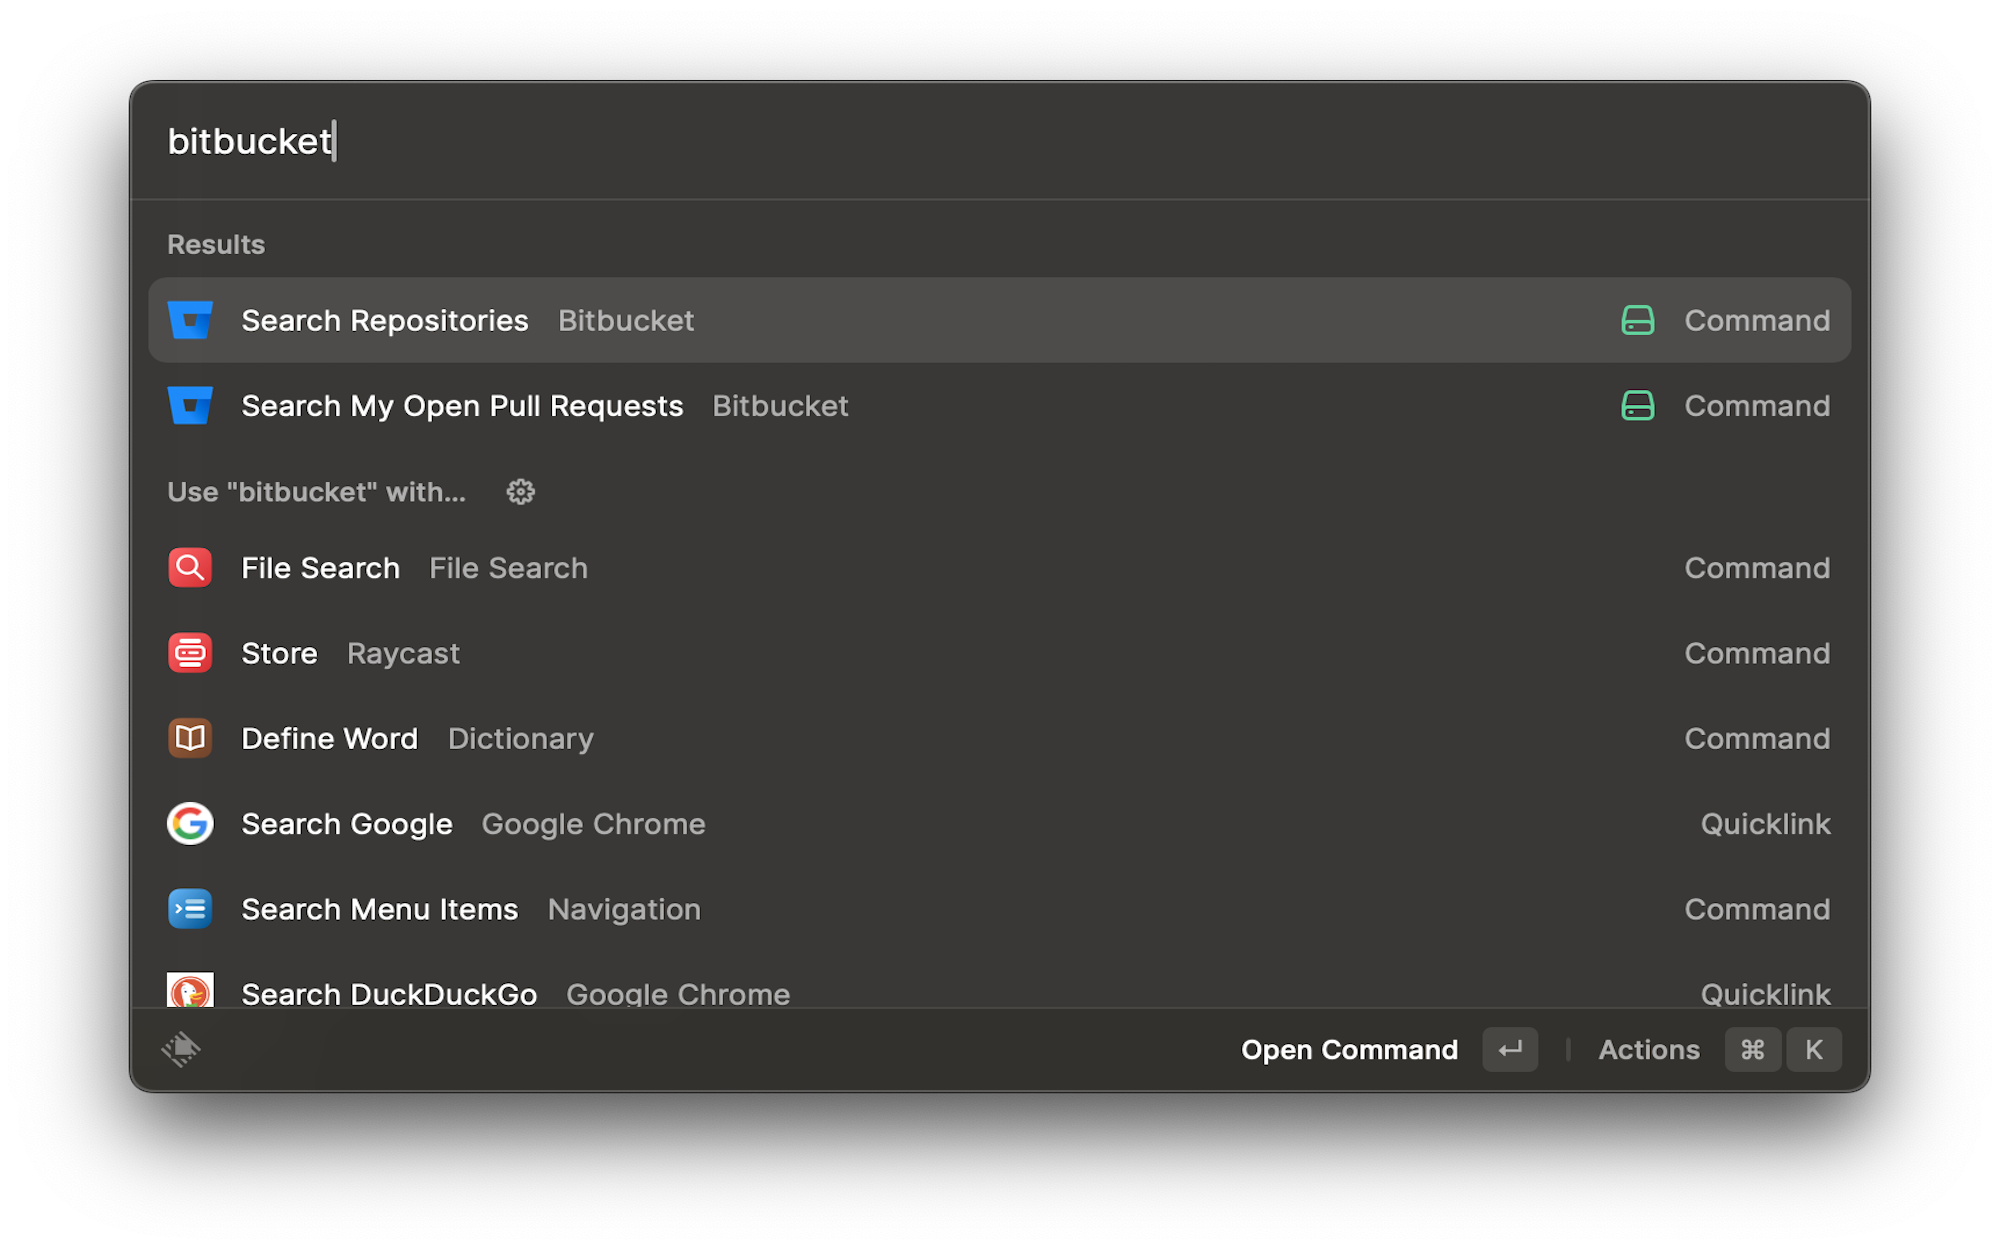 bitbucket
Results
Search Repositories Bitbucket Command
Search My Open Pull Requests Bitbucket Command
Use "bitbucket" with...
File Search File Search Command
Store Raycast Command
Define Word Dictionary Command
Search Google Google Chrome Quicklink
Search Menu Items Navigation Command
Search DuckDuckGo Google Chrome Quicklink
Open Command ↵ | Actions ⌘ K